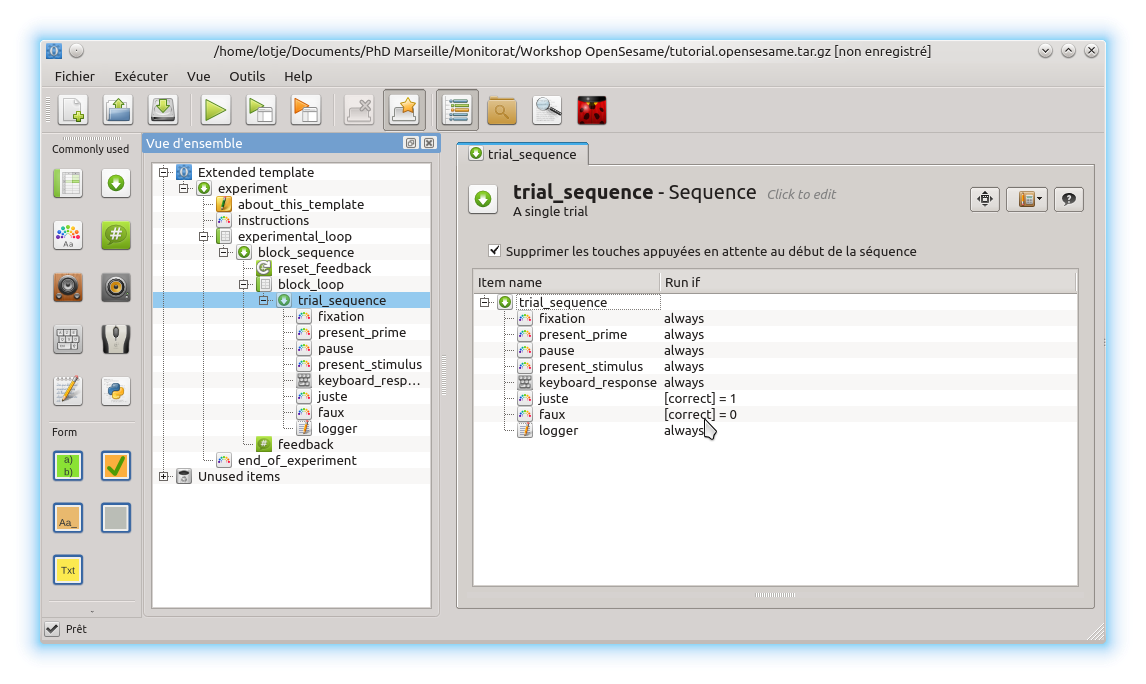 /home/lotje/Documents/PhD Marseille/Monitorat/Workshop OpenSesame/tutorial.opensesame.tar.gz [non enregistré]
Fichier Exécuter Vue Outils Help
Commonly used
Aa
Form
a)
b)
Aa_
Txt
Vue d'ensemble
Extended template
experiment
about_this_template
instructions
experimental_loop
block_sequence
reset_feedback
block_loop
trial_sequence
fixation
present_prime
pause
present_stimulus
keyboard_resp...
juste
faux
logger
feedback
end_of_experiment
Unused items
trial_sequence
trial_sequence - Sequence Click to edit
A single trial
Supprimer les touches appuyées en attente au début de la séquence
Item name Run if
trial_sequence
fixation always
present_prime always
pause always
present_stimulus always
keyboard_response always
juste [correct] = 1
faux [correct] = 0
logger always
Prêt